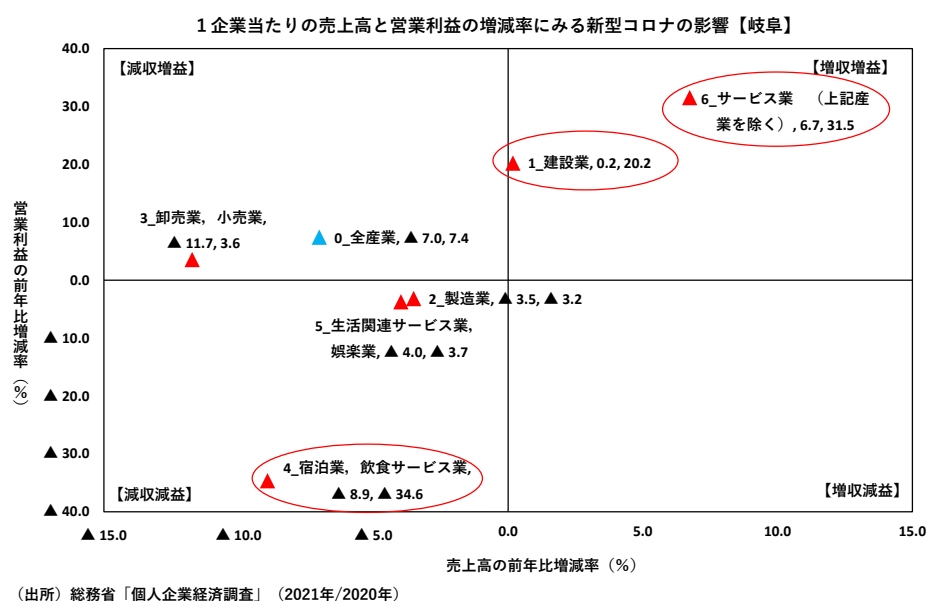 1企業当たりの売上高と営業利益の増減率にみる新型コロナの影響【岐阜】
営業利益の前年比増減率（%）
40.0
30.0
20.0
10.0
0.0
▲ 10.0
▲ 20.0
▲ 30.0
▲ 40.0
【減収増益】
【増収増益】
6_サービス業　（上記産
業を除く）, 6.7, 31.5
1_建設業, 0.2, 20.2
3_卸売業，小売業,
▲ 11.7, 3.6
0_全産業, ▲ 7.0, 7.4
2_製造業, ▲ 3.5, ▲ 3.2
5_生活関連サービス業，
娯楽業, ▲ 4.0, ▲ 3.7
4_宿泊業，飲食サービス業,
▲ 8.9, ▲ 34.6
【減収減益】
【増収減益】
▲ 15.0
▲ 10.0
▲ 5.0
0.0
5.0
10.0
15.0
売上高の前年比増減率（%）
（出所）総務省「個人企業経済調査」（2021年/2020年）